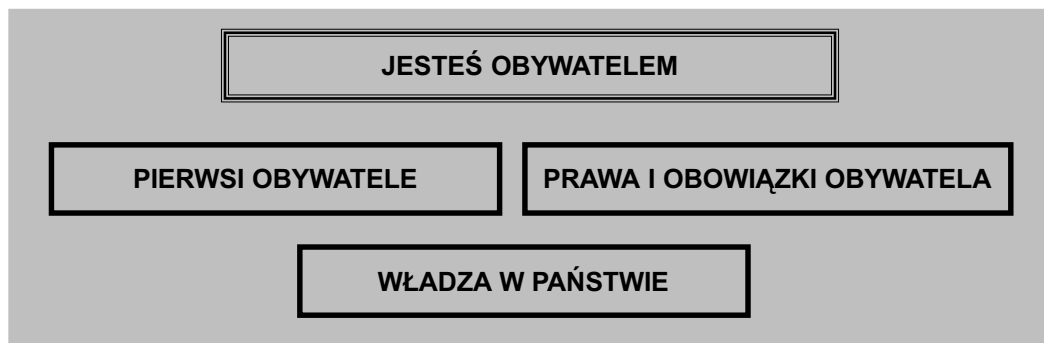 JESTEŚ OBYWATELEM
PIERWSI OBYWATELE
PRAWA I OBOWIĄZKI OBYWATELA
WŁADZA W PAŃSTWIE